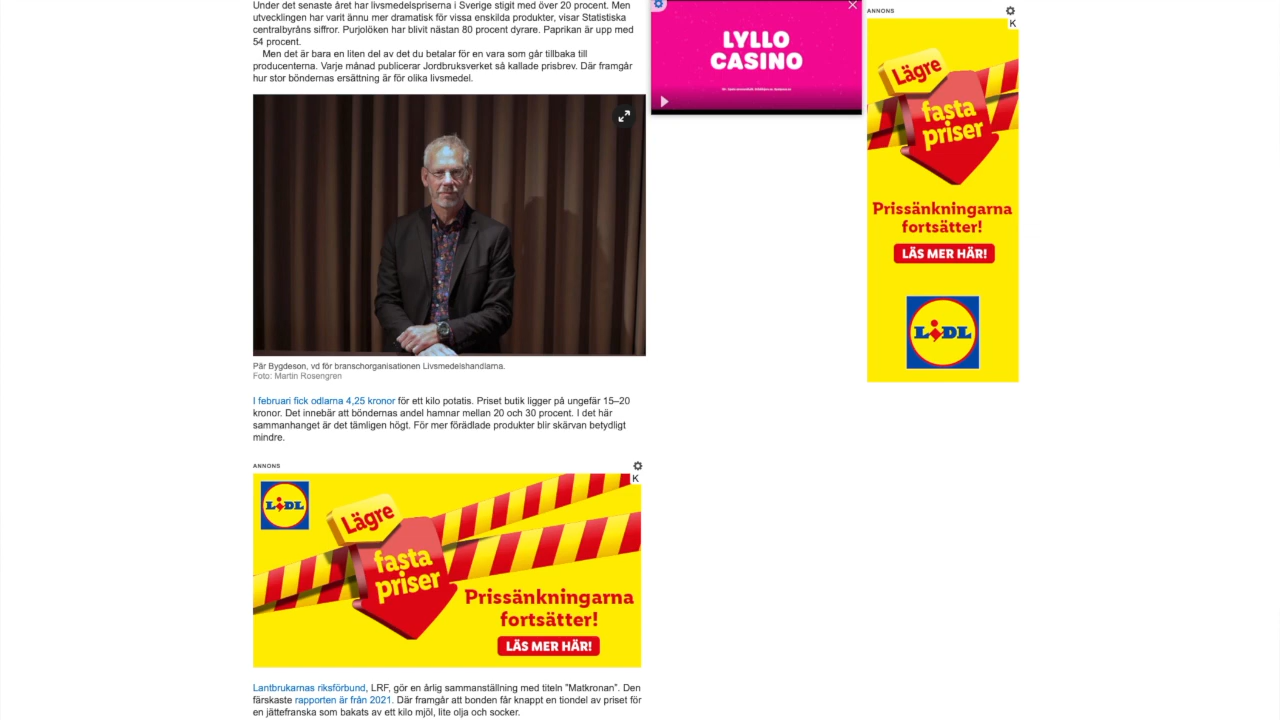 Under det senaste året har livsmedelspriserna i Sverige stigit med över 20 procent. Men
utvecklingen har varit ännu mer dramatisk för vissa enskilda produkter, visar Statistiska
centralbyråns siffror. Purjolöken har blivit nästan 80 procent dyrare. Paprikan är upp med
54 procent.
Men det är bara en liten del av det du betalar för en vara som går tillbaka till
producenterna. Varje månad publicerar Jordbruksverket så kallade prisbrev. Där framgår
hur stor böndernas ersättning är för olika livsmedel.
Pär Bygdeson, vd för branschorganisationen Livsmedelshandlarna.
Foto: Martin Rosengren
I februari fick odlarna 4,25 kronor för ett kilo potatis. Priset butik ligger på ungefär 15–20
kronor. Det innebär att böndernas andel hamnar mellan 20 och 30 procent. I det här
sammanhanget är det tämligen högt. För mer förädlade produkter blir skärvan betydligt
mindre.
ANNONS
K
LIDL
Lägre
fasta
priser
Prissänkningarna
fortsätter!
LÄS MER HÄR!
Lantbrukarnas riksförbund, LRF, gör en årlig sammanställning med titeln ”Matkronan”. Den
färskaste rapporten är från 2021. Där framgår att bonden får knappt en tiondel av priset för
en jättefranska som bakats av ett kilo mjöl, lite olja och socker.
LYLLO
CASINO
ANNONS
K
Lägre
fasta
priser
Prissänkningarna
fortsätter!
LÄS MER HÄR!
LIDL